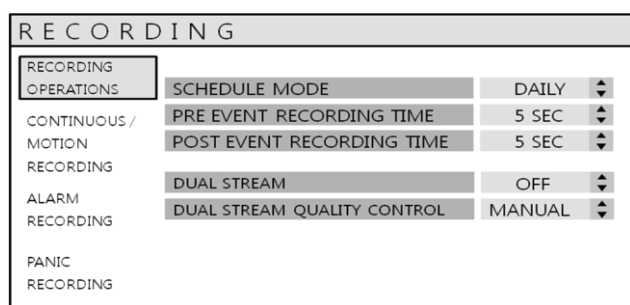 RECORDING
RECORDING
OPERATIONS
CONTINUOUS /
MOTION
RECORDING
ALARM
RECORDING
PANIC
RECORDING
SCHEDULE MODE DAILY
PRE EVENT RECORDING TIME 5 SEC
POST EVENT RECORDING TIME 5 SEC
DUAL STREAM OFF
DUAL STREAM QUALITY CONTROL MANUAL